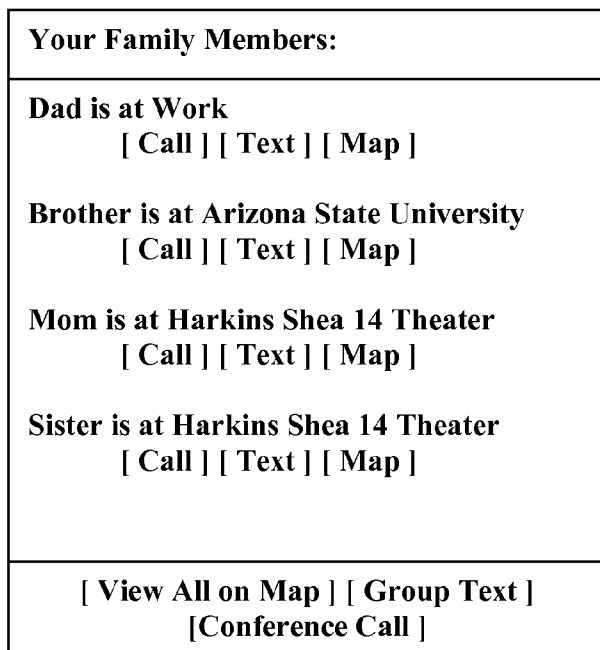 Your Family Members:
Dad is at Work
[ Call ] [ Text ] [ Map ]
Brother is at Arizona State University
[ Call ] [ Text ] [ Map ]
Mom is at Harkins Shea 14 Theater
[ Call ] [ Text ] [ Map ]
Sister is at Harkins Shea 14 Theater
[ Call ] [ Text ] [ Map ]
[ View All on Map ] [ Group Text ]
[Conference Call ]